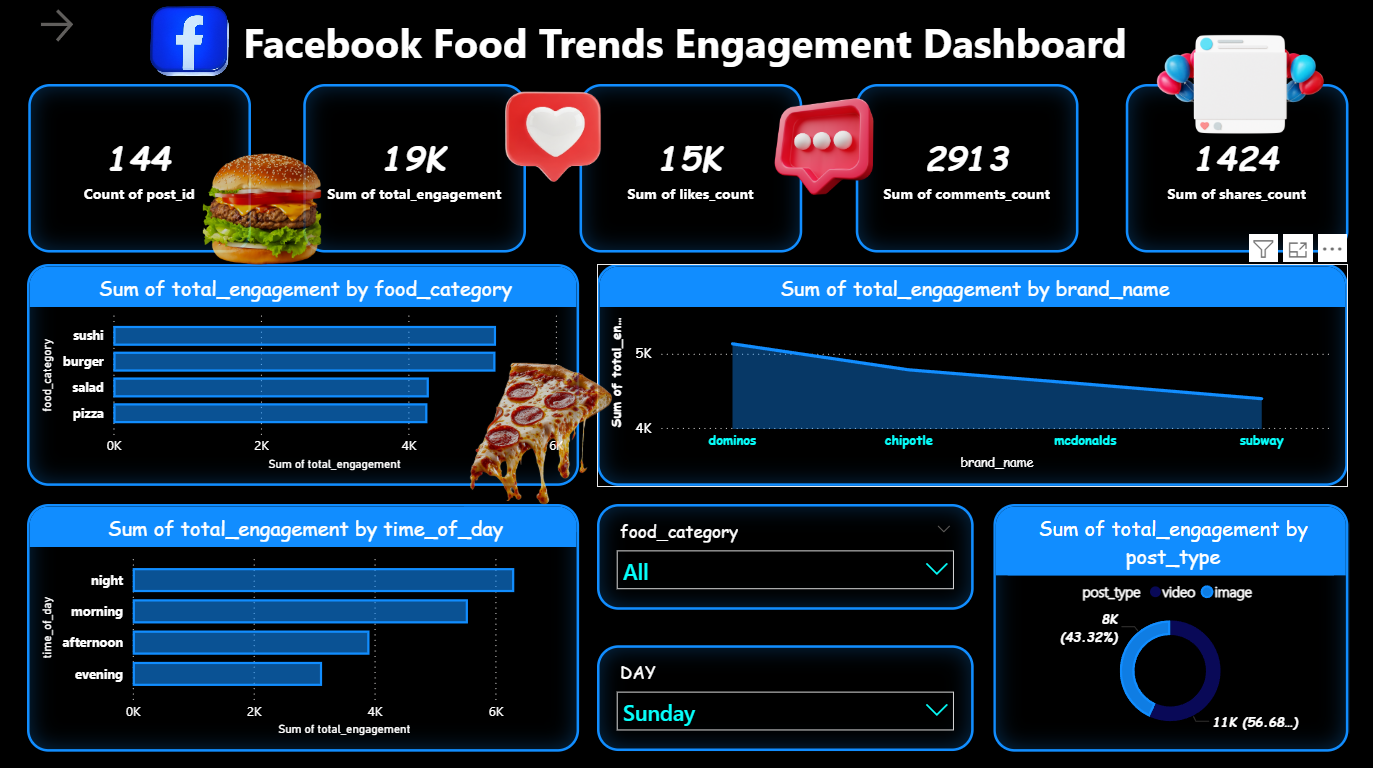 Facebook Food Trends Engagement Dashboard
144
Count of post_id
19K
Sum of total_engagement
15K
Sum of likes_count
2913
Sum of comments_count
1424
Sum of shares_count
Sum of total_engagement by food_category
food_category
sushi
burger
salad
pizza
0K 2K 4K 6K
Sum of total_engagement
Sum of total_engagement by brand_name
Sum of total_en...
5K
4K
dominos chipotle mcdonalds subway
brand_name
Sum of total_engagement by time_of_day
time_of_day
night
morning
afternoon
evening
0K 2K 4K 6K
Sum of total_engagement
food_category
All
DAY
Sunday
Sum of total_engagement by
post_type
post_type video image
8K
(43.32%)
11K (56.68...)